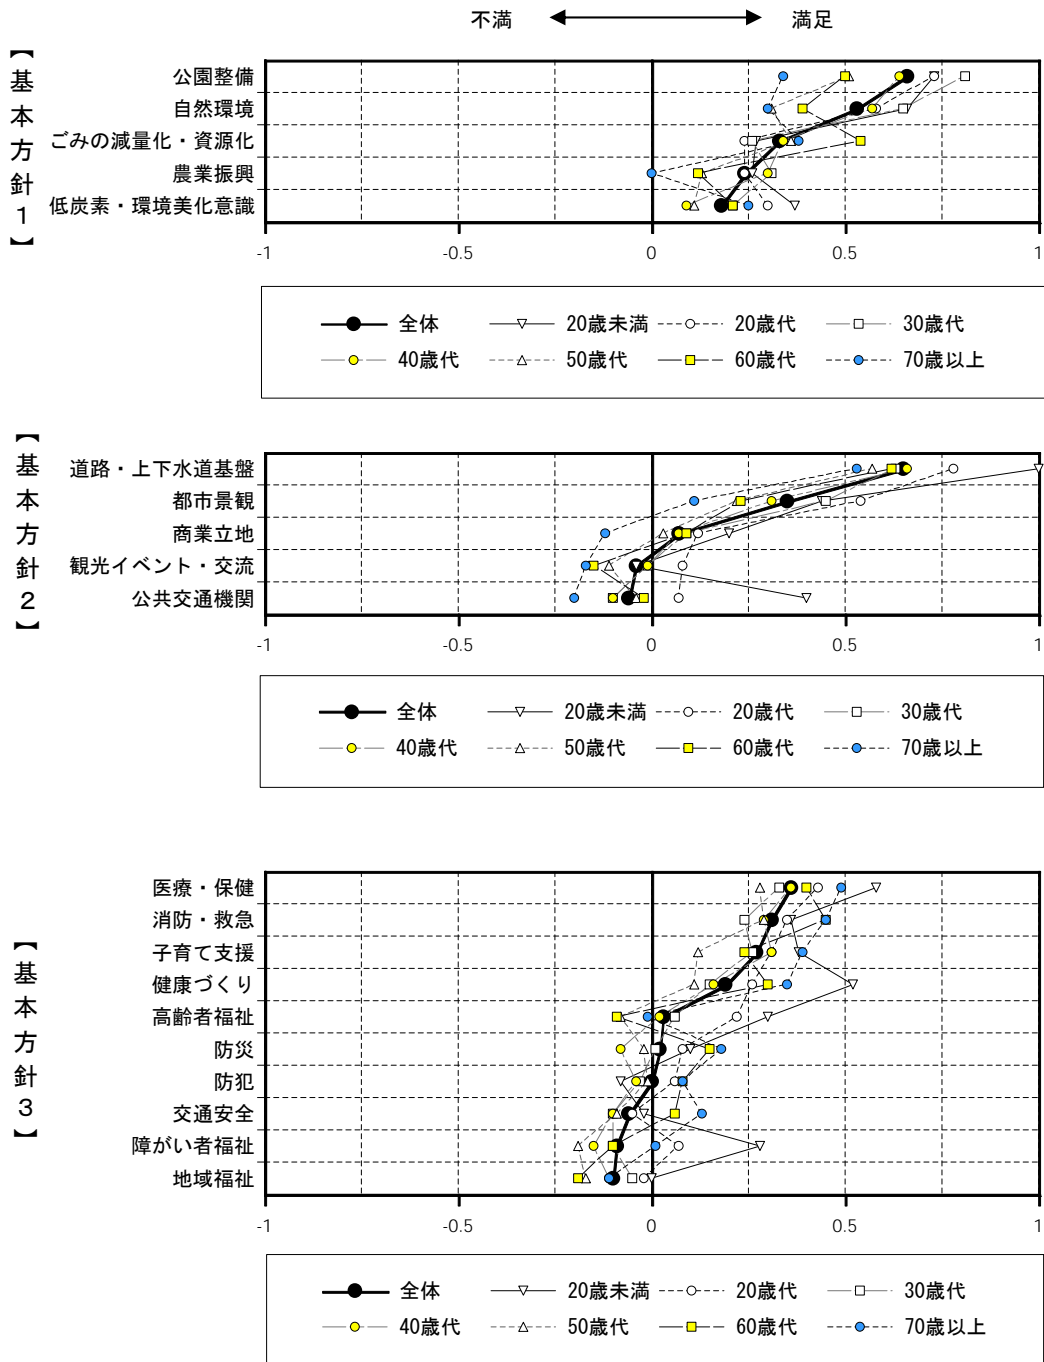 不満 満足
【基本方針１】
公園整備
自然環境
ごみの減量化・資源化
農業振興
低炭素・環境美化意識
-1 -0.5 0 0.5 1
全体 20歳未満 20歳代 30歳代
40歳代 50歳代 60歳代 70歳以上
【基本方針２】
道路・上下水道基盤
都市景観
商業立地
観光イベント・交流
公共交通機関
-1 -0.5 0 0.5 1
全体 20歳未満 20歳代 30歳代
40歳代 50歳代 60歳代 70歳以上
【基本方針３】
医療・保健
消防・救急
子育て支援
健康づくり
高齢者福祉
防災
防犯
交通安全
障がい者福祉
地域福祉
-1 -0.5 0 0.5 1
全体 20歳未満 20歳代 30歳代
40歳代 50歳代 60歳代 70歳以上